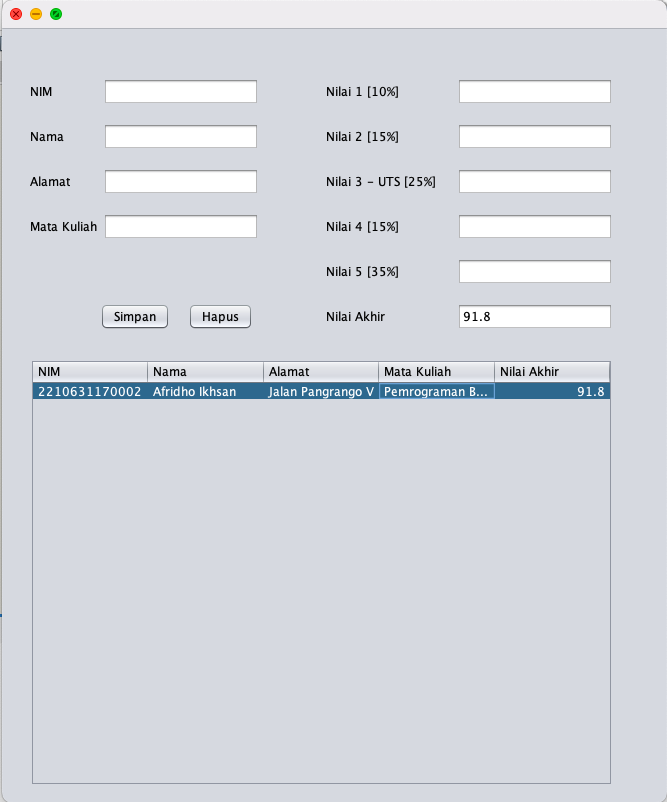 NIM
Nilai 1 [10%]
Nama
Nilai 2 [15%]
Alamat
Nilai 3 - UTS [25%]
Mata Kuliah
Nilai 4 [15%]
Nilai 5 [35%]
Simpan Hapus
Nilai Akhir 91.8
NIM Nama Alamat Mata Kuliah Nilai Akhir
2210631170002 Afridho Ikhsan Jalan Pangrango V Pemrograman B... 91.8